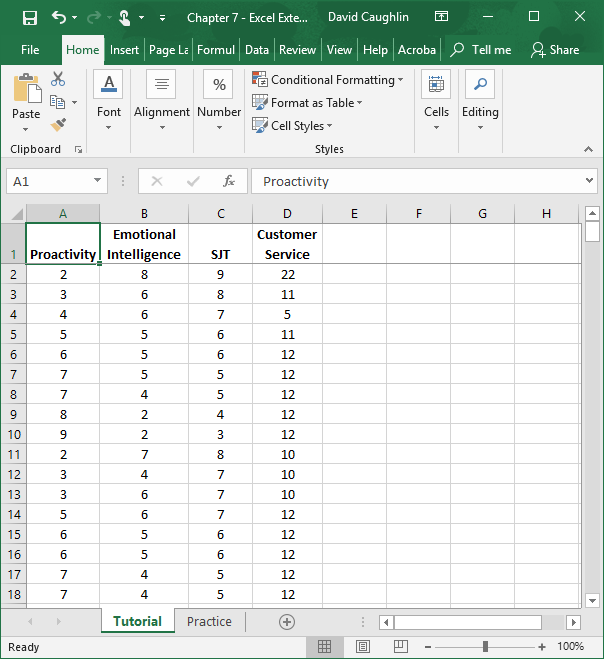 Chapter 7 - Excel Exte... David Caughlin
File Home Insert Page La Formul Data Review View Help Acroba Tell me Share
Paste
Clipboard
A
Font
Alignment
%
Number
Conditional Formatting
Format as Table
Cell Styles
Styles
Cells
Editing
A1 fx Proactivity
A B C D E F G H
1 Proactivity Emotional Intelligence SJT Customer Service
2 2 8 9 22
3 3 6 8 11
4 4 6 7 5
5 5 5 6 11
6 6 5 6 12
7 7 5 5 12
8 7 4 5 12
9 8 2 4 12
10 9 2 3 12
11 2 7 8 10
12 3 4 7 10
13 3 6 7 10
14 5 6 7 12
15 6 5 6 12
16 6 5 6 12
17 7 4 5 12
18 7 4 5 12
Tutorial Practice
Ready 100%